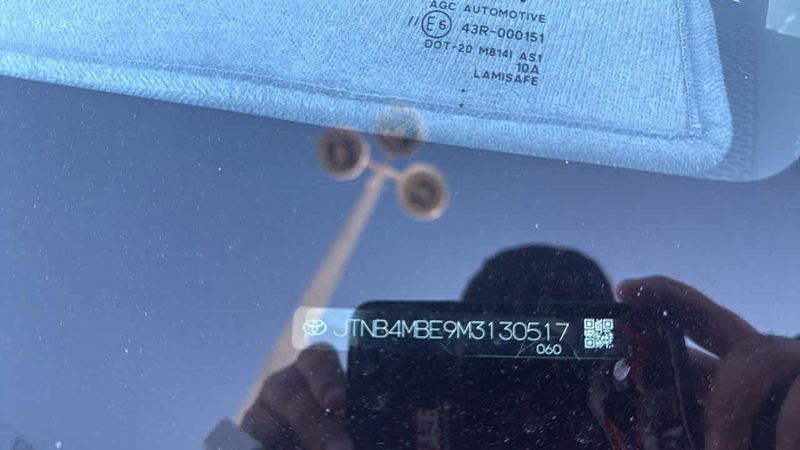 AGC AUTOMOTIVE
// E6 43R-000151
DOT-20 M814I AS1
10A
LAMISAFE
JTNB4MBE9M3130517
060